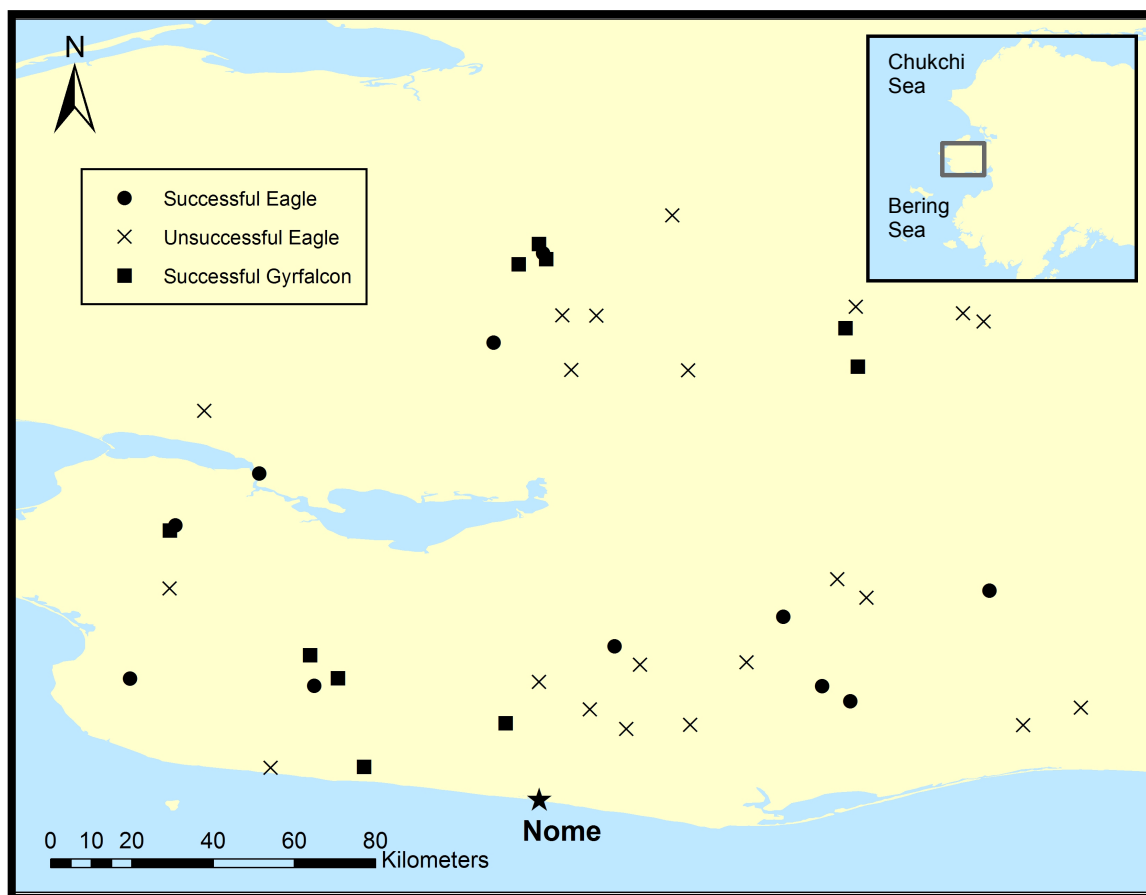 N
Chukchi
Sea
Bering
Sea
Successful Eagle
Unsuccessful Eagle
Successful Gyrfalcon
Nome
0 10 20 40 60 80
Kilometers